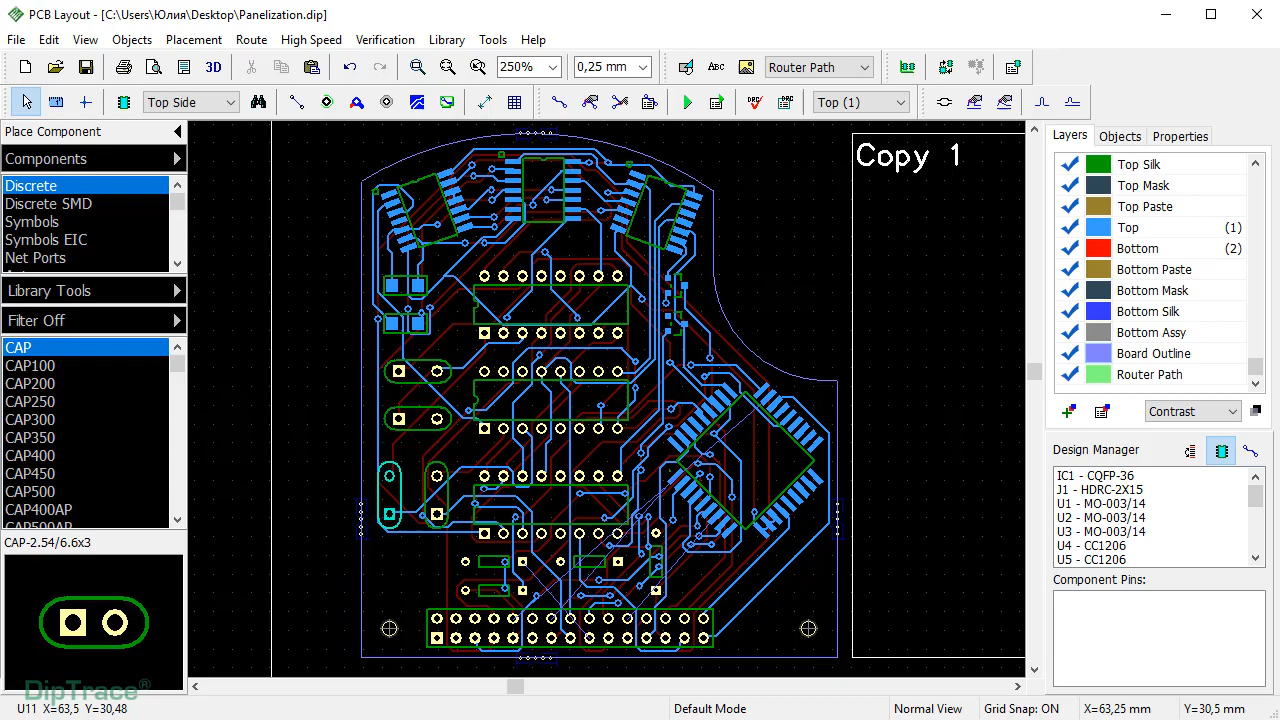 PCB Layout - [C:\Users\Юлия\Desktop\Panelization.dip]
File Edit View Objects Placement Route High Speed Verification Library Tools Help
3D 250% 0,25 mm ABC Router Path
Top Side DRC Top (1)
Place Component
Components
Discrete
Discrete SMD
Symbols
Symbols EIC
Net Ports
Library Tools
Filter Off
CAP
CAP100
CAP200
CAP250
CAP300
CAP350
CAP400
CAP450
CAP500
CAP400AP
CAP500AP
CAP-2.54/6.6x3
DipTrace®
Copy 1
Layers Objects Properties
Top Silk
Top Mask
Top Paste
Top (1)
Bottom (2)
Bottom Paste
Bottom Mask
Bottom Silk
Bottom Assy
Board Outline
Router Path
Contrast
Design Manager
IC1 - CQFP-36
J1 - HDRC-2X15
U1 - MO-003/14
U2 - MO-003/14
U3 - MO-003/14
U4 - CC1206
U5 - CC1206
Component Pins:
U11 X=63,5 Y=30,48 Default Mode Normal View Grid Snap: ON X=63,25 mm Y=30,5 mm